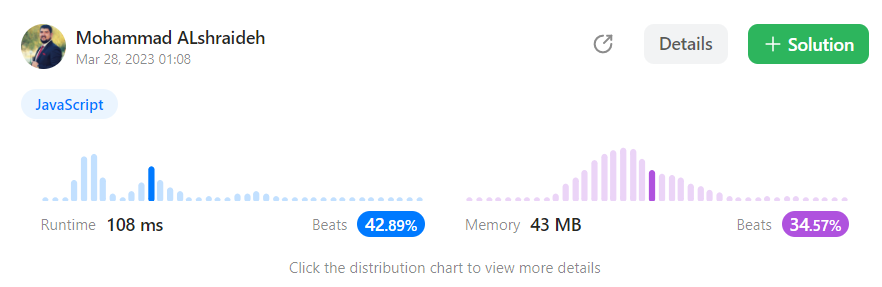 Mohammad ALshraideh
Mar 28, 2023 01:08
Details
+ Solution
JavaScript
Runtime 108 ms Beats 42.89%
Memory 43 MB Beats 34.57%
Click the distribution chart to view more details